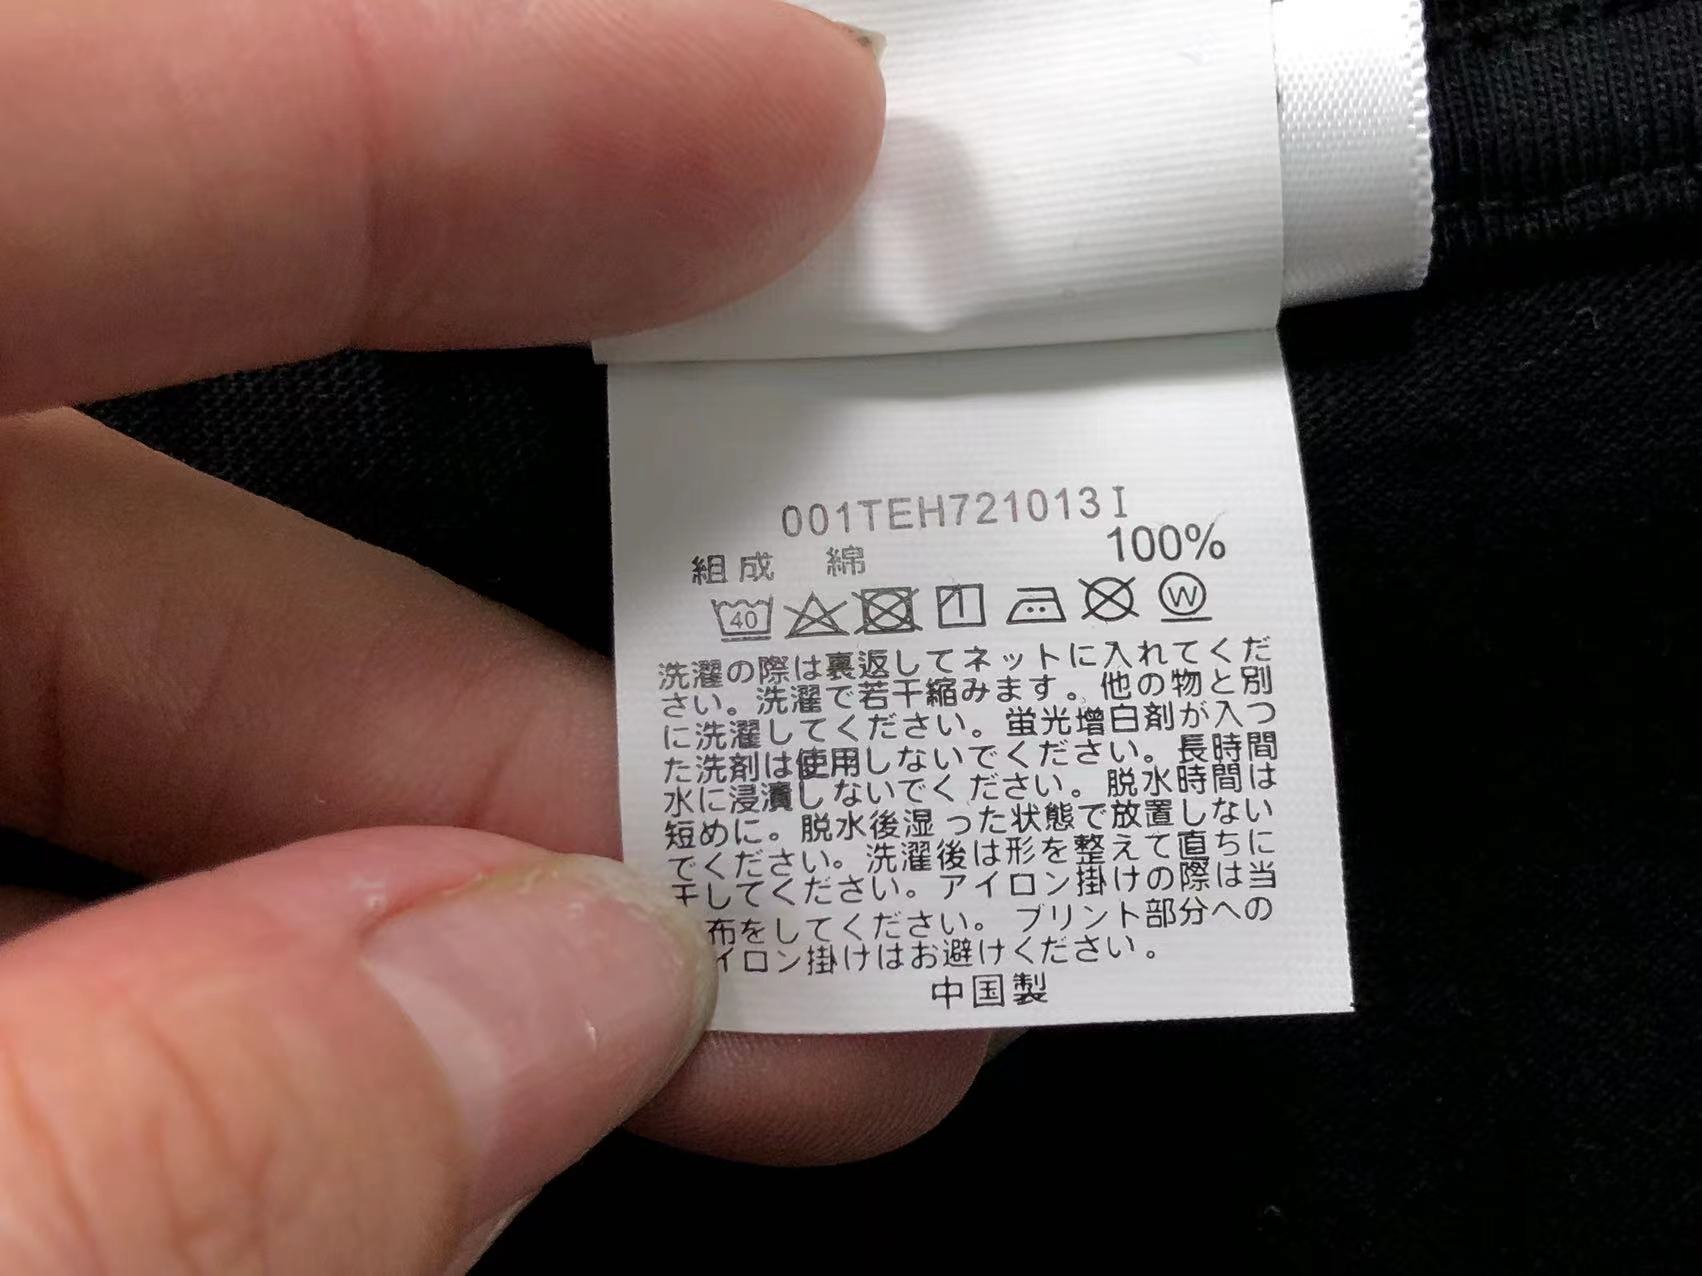 001TEH721013I
組成 綿 100%
40 W
洗濯の際は裏返してネットに入れてくだ
さい。洗濯で若干縮みます。他の物と別
に洗濯してください。蛍光増白剤が入つ
た洗剤は使用しないでください。長時間
水に浸漬しないでください。脱水時間は
短めに。脱水後湿った状態で放置しない
でください。洗濯後は形を整えて直ちに
干してください。アイロン掛けの際は当
布をしてください。プリント部分への
イロン掛けはお避けください。
中国製